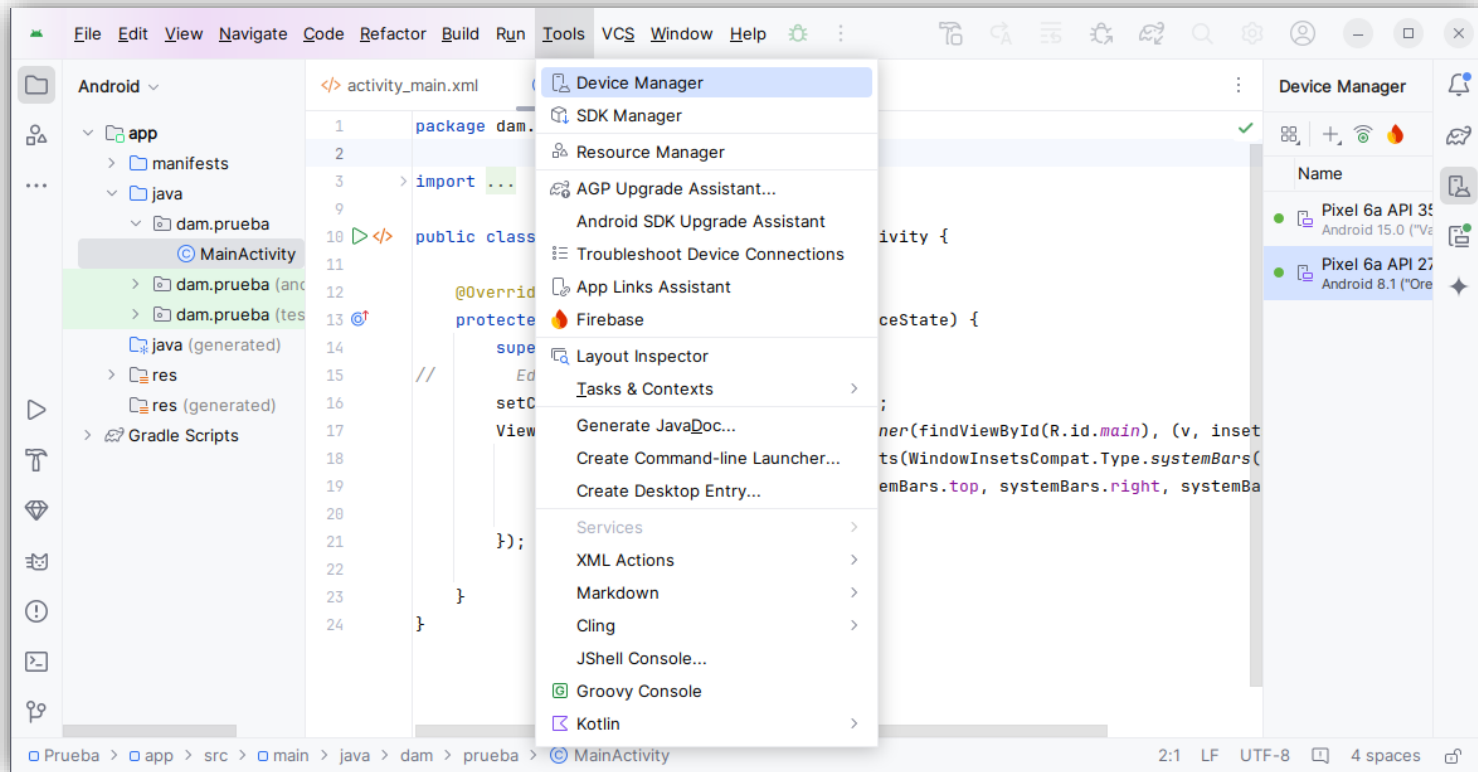 File Edit View Navigate Code Refactor Build Run Tools VCS Window Help
Android
app
manifests
java
dam.prueba
MainActivity
dam.prueba (and
dam.prueba (tes
java (generated)
res
res (generated)
Gradle Scripts
activity_main.xml
1 package dam.
2
3 import ...
9
10 public class ivity {
11
12 @Overrid
13 protecte ceState) {
14 supe
15 // Ed
16 setC ;
17 View ner(findViewById(R.id.main), (v, inset
18 ts(WindowInsetsCompat.Type.systemBars(
19 emBars.top, systemBars.right, systemBa
20
21 });
22
23 }
24 }
Device Manager
SDK Manager
Resource Manager
AGP Upgrade Assistant...
Android SDK Upgrade Assistant
Troubleshoot Device Connections
App Links Assistant
Firebase
Layout Inspector
Tasks & Contexts
Generate JavaDoc...
Create Command-line Launcher...
Create Desktop Entry...
Services
XML Actions
Markdown
Cling
JShell Console...
Groovy Console
Kotlin
Device Manager
Name
Pixel 6a API 35
Android 15.0 ("Va
Pixel 6a API 27
Android 8.1 ("Ore
Prueba > app > src > main > java > dam > prueba > MainActivity
2:1 LF UTF-8 4 spaces